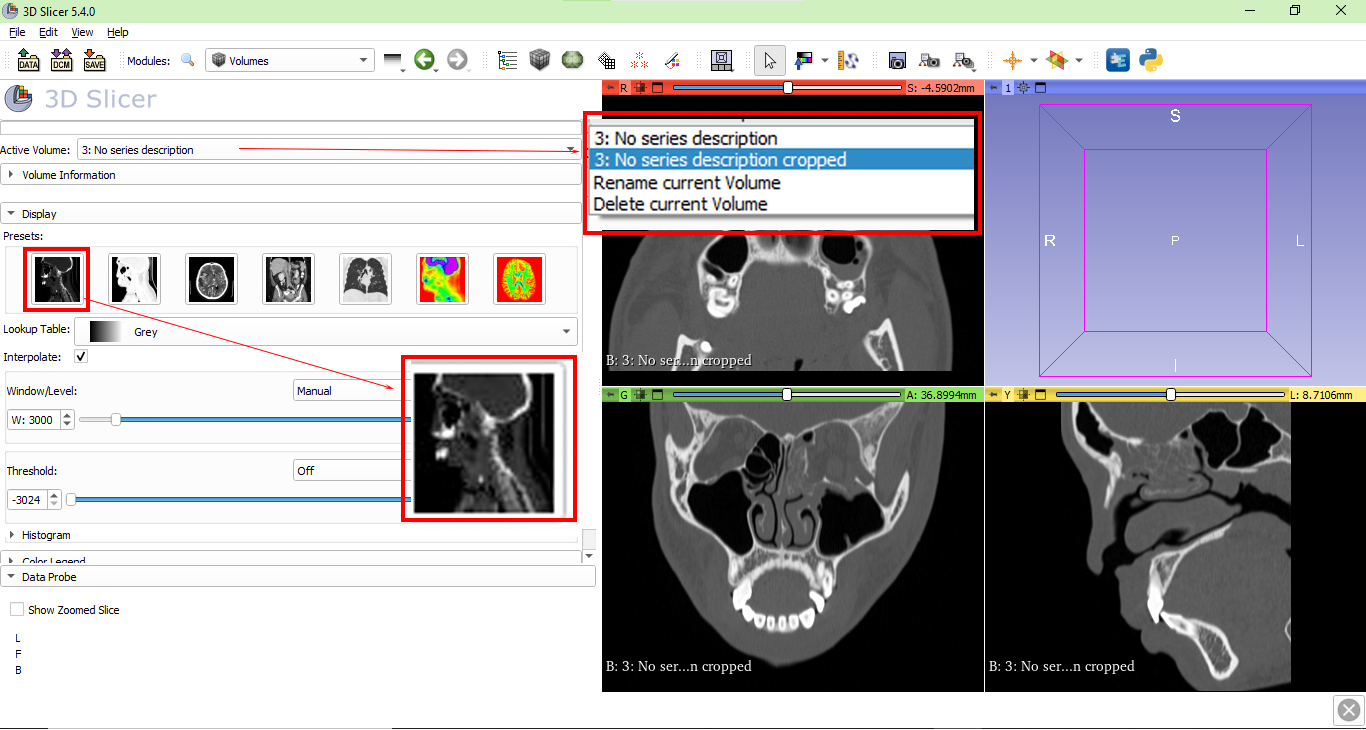 3D Slicer 5.4.0
File Edit View Help
DATA DCM SAVE Modules: Volumes
3D Slicer
Active Volume: 3: No series description
Volume Information
Display
Presets:
Lookup Table: Grey
Interpolate:
Window/Level: Manual
W: 3000
Threshold: Off
-3024
Histogram
Color Legend
Data Probe
Show Zoomed Slice
L
F
B
R S: -4.5902mm
3: No series description
3: No series description cropped
Rename current Volume
Delete current Volume
B: 3: No ser...n cropped
1
S
R P L
I
G A: 36.8994mm
B: 3: No ser...n cropped
Y L: 8.7106mm
B: 3: No ser...n cropped